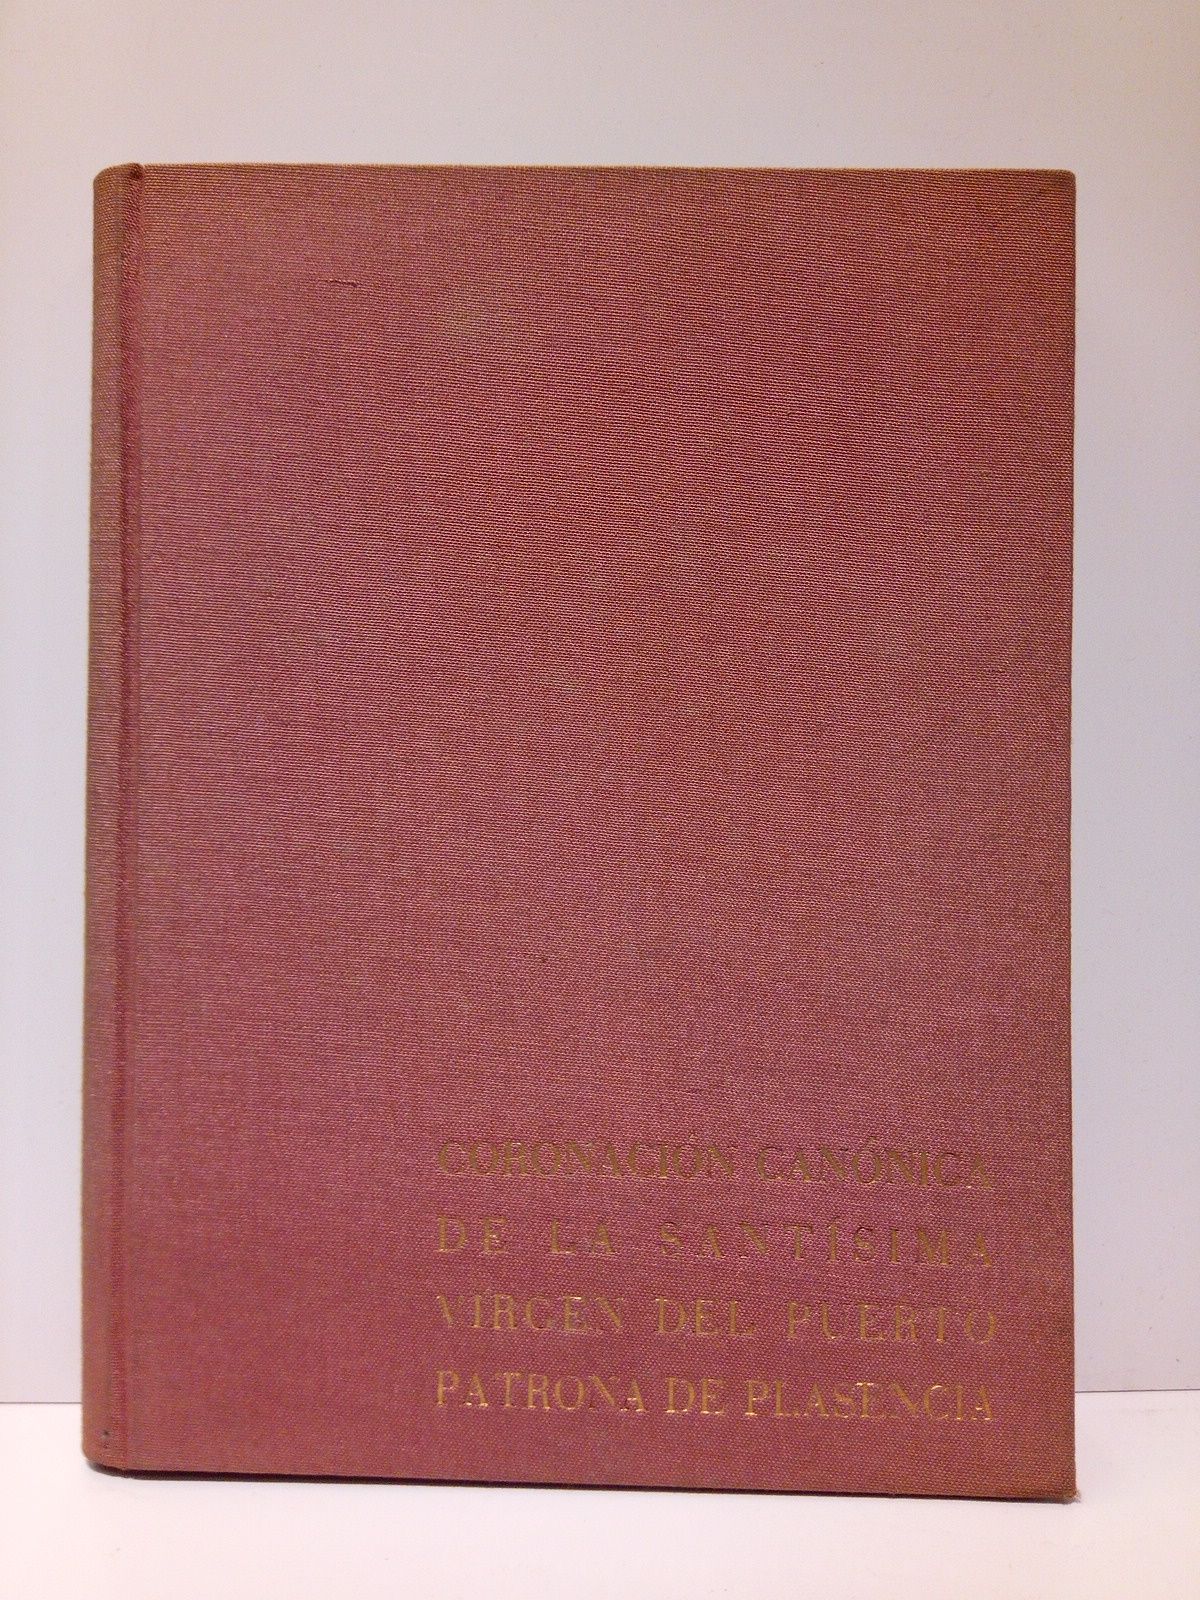 CORONACIÓN CANÓNICA
DE LA SANTÍSIMA
VIRGEN DEL PUERTO
PATRONA DE PLASENCIA